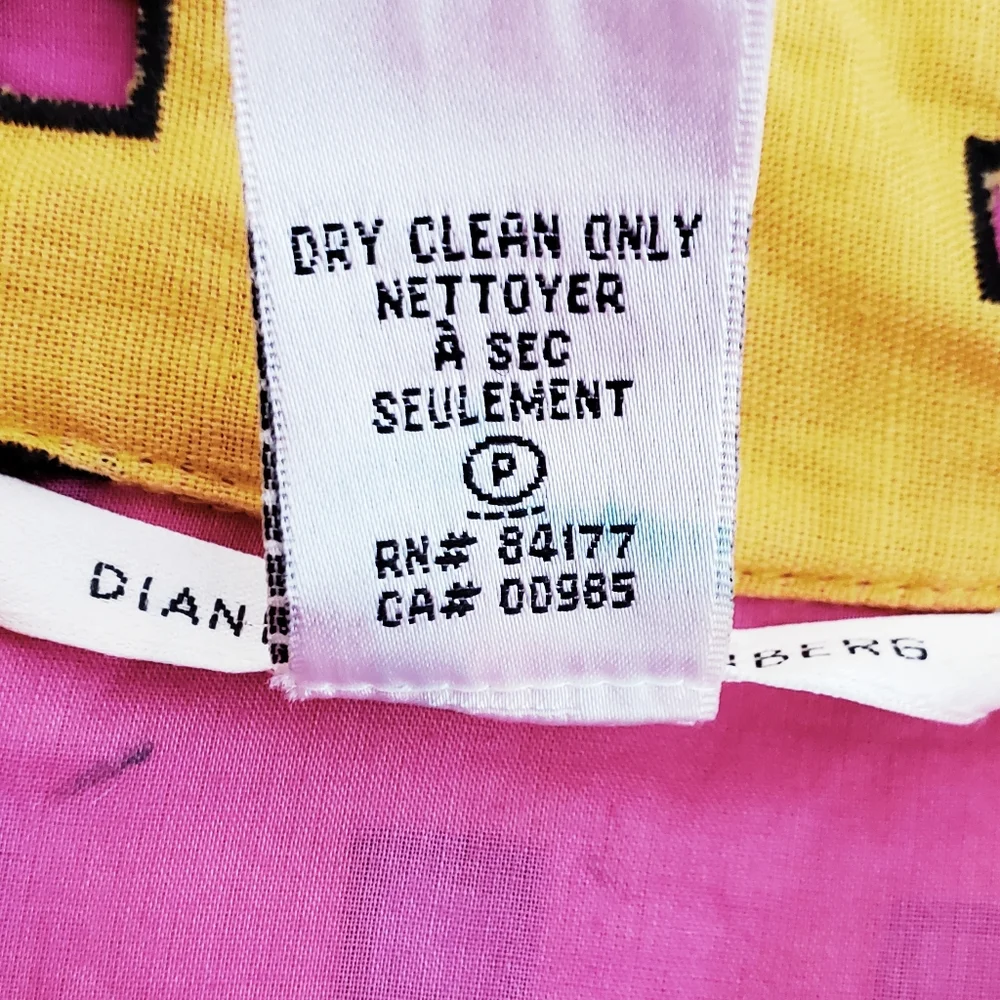 DRY CLEAN ONLY
NETTOYER
À SEC
SEULEMENT
P
RN# 84177
CA# 00985
DIAN
BERG